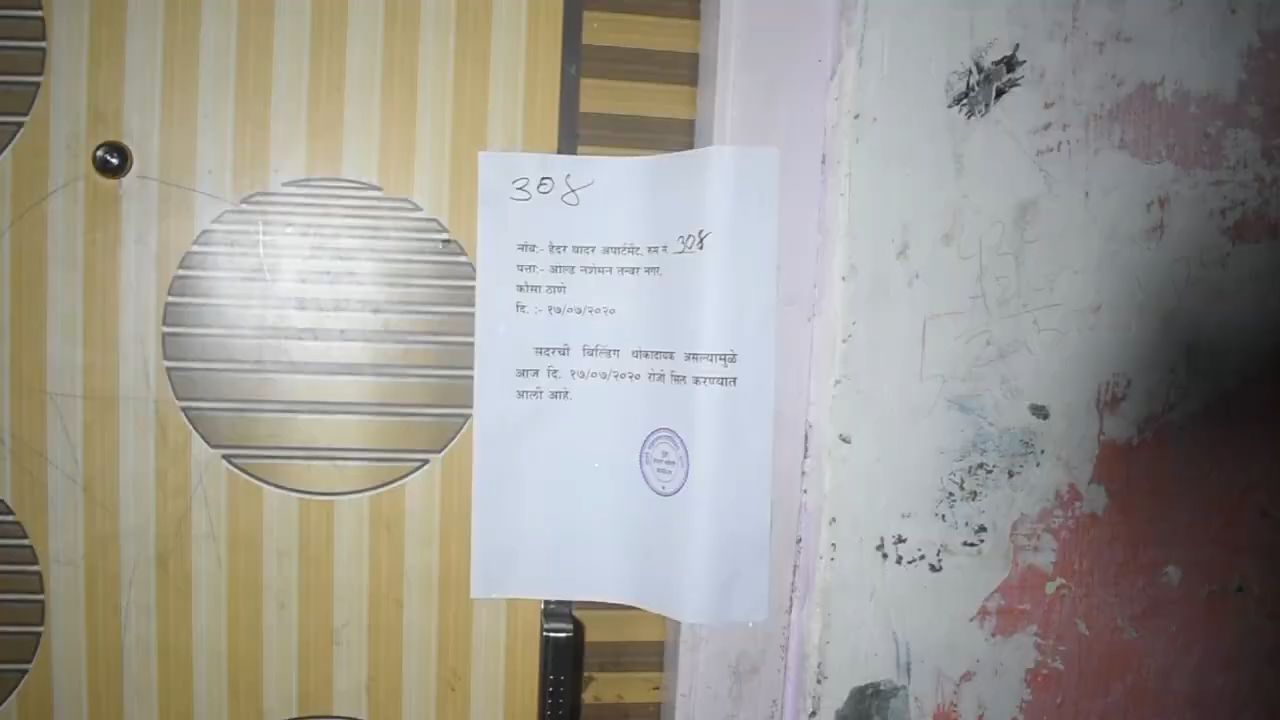 308
नांव:- हैदर चादर अपार्टमेंट, रुम नं 308
पत्ता:- ओल्ड नशेमन तन्वर नगर,
कौसा ठाणे
दि. :- १७/०७/२०२०
सदरची बिल्डिंग धोकादायक असल्यामुळे
आज दि. १७/०७/२०२० रोजी सिल करण्यात
आली आहे.